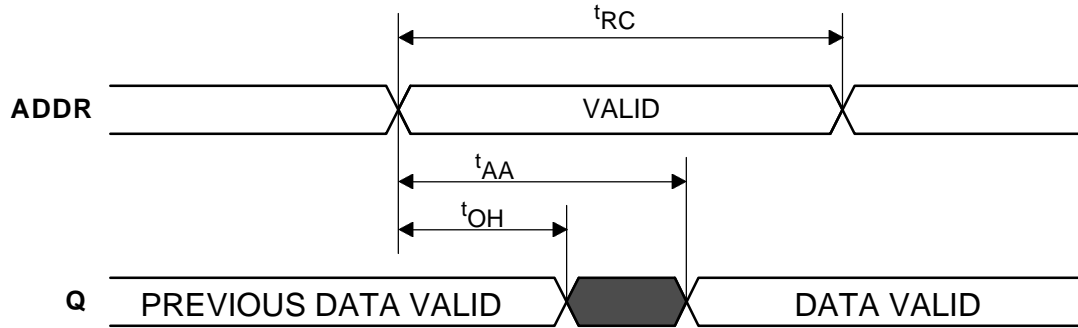 tRC
ADDR
VALID
tAA
tOH
Q
PREVIOUS DATA VALID
DATA VALID